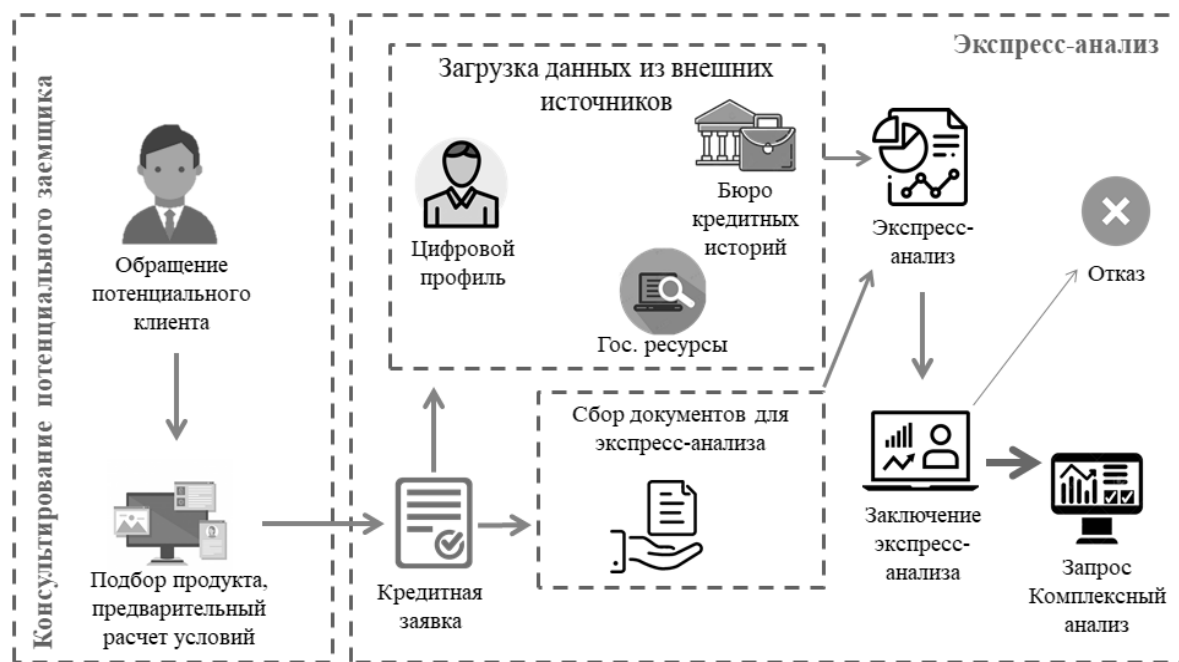 Консультирование потенциального заемщика
Обращение
потенциального
клиента
Подбор продукта,
предварительный
расчет условий
Экспресс-анализ
Загрузка данных из внешних
источников
Цифровой
профиль
Бюро
кредитных
историй
Гос. ресурсы
Кредитная
заявка
Сбор документов для
экспресс-анализа
Экспресс-
анализ
Заключение
экспресс-
анализа
Отказ
Запрос
Комплексный
анализ